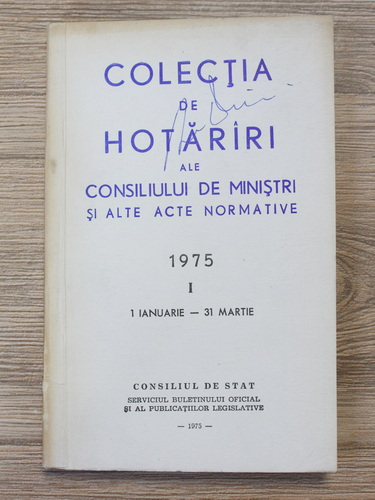 COLECȚIA
DE
HOTĂRÎRI
ALE
CONSILIULUI DE MINIȘTRI
ȘI ALTE ACTE NORMATIVE
1975
I
1 IANUARIE — 31 MARTIE
CONSILIUL DE STAT
SERVICIUL BULETINULUI OFICIAL
ȘI AL PUBLICAȚIILOR LEGISLATIVE
— 1975 —